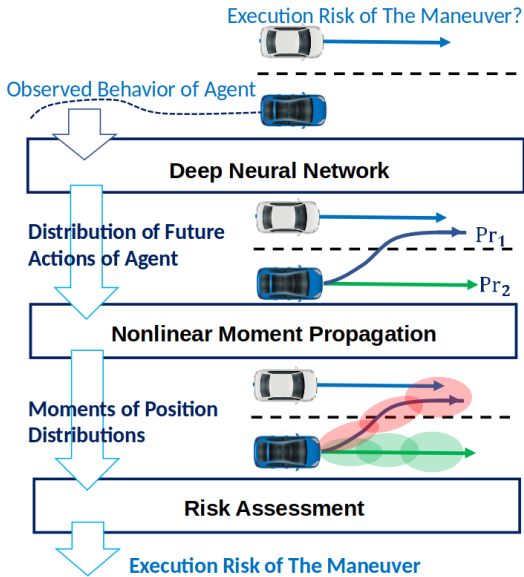 Execution Risk of The Maneuver?
Observed Behavior of Agent
Deep Neural Network
Distribution of Future
Actions of Agent
Pr₁
Pr₂
Nonlinear Moment Propagation
Moments of Position
Distributions
Risk Assessment
Execution Risk of The Maneuver